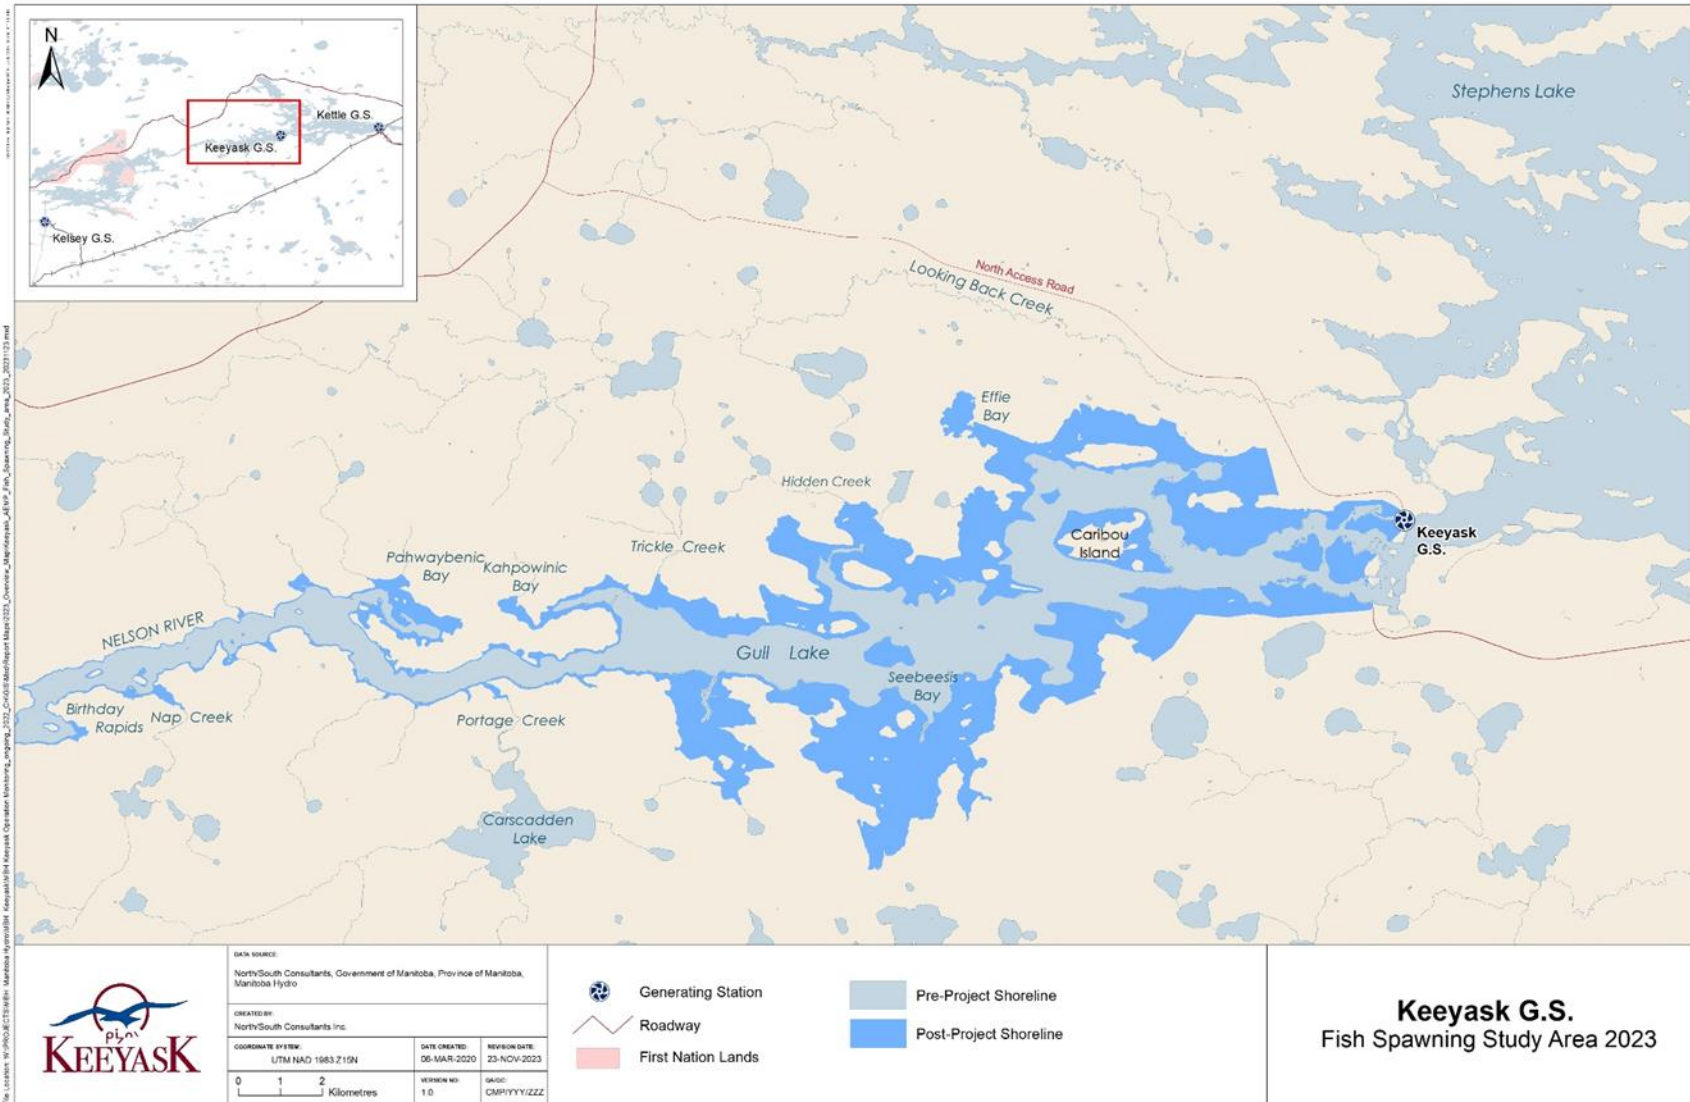 N
Kettle G.S.
Keeyask G.S.
Kelsey G.S.
Stephens Lake
North Access Road
Looking Back Creek
Effie
Bay
Hidden Creek
Caribou
Island
Keeyask
G.S.
Trickle Creek
Pahwaybenic
Bay
Kahpowinic
Bay
NELSON RIVER
Gull Lake
Seebeesis
Bay
Birthday
Rapids
Nap Creek
Portage Creek
Carscadden
Lake
KEEYASK
DATA SOURCE:
North/South Consultants, Government of Manitoba, Province of Manitoba,
Manitoba Hydro
CREATED BY:
North/South Consultants Inc.
COORDINATE SYSTEM:
UTM NAD 1983 Z15N
DATE CREATED:
06-MAR-2020
REVISION DATE:
23-NOV-2023
0 1 2
Kilometres
VERSION NO:
1.0
QA/QC:
CMP/YYY/ZZZ
Generating Station
Roadway
First Nation Lands
Pre-Project Shoreline
Post-Project Shoreline
Keeyask G.S.
Fish Spawning Study Area 2023